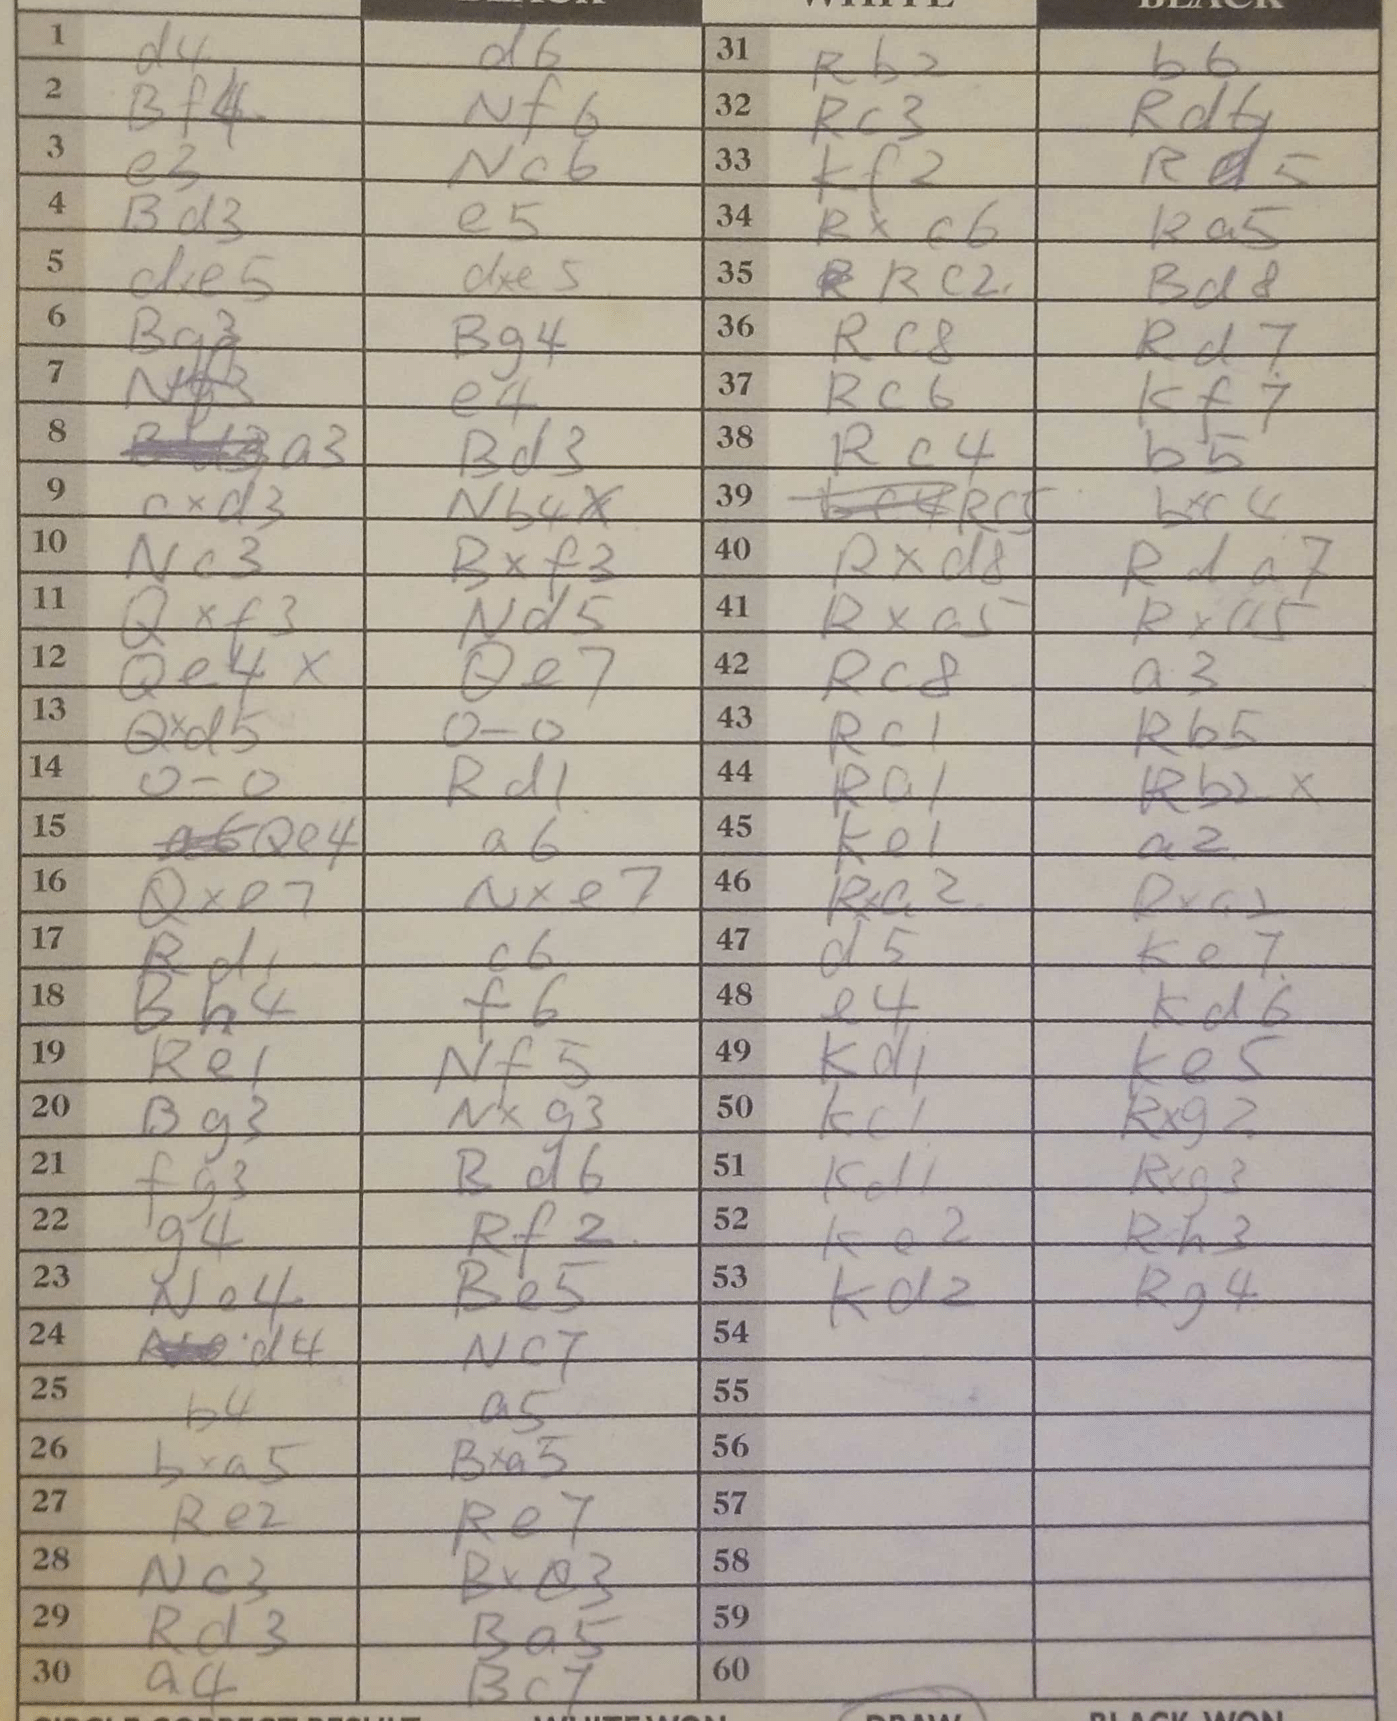 BLACK WHITE BLACK
1 d4 d6 31 Rb2 b6
2 Bf4 Nf6 32 Rc3 Rd6
3 e3 Nc6 33 Kf2 R 5
4 Bd3 e5 34 Rx c6 Ra5
5 dxe5 dxe5 35 RC2. Bd8
6 Bg3 Bg4 36 Rc8 Rd7
7 Nf3 e4 37 Rc6 Kf7
8 a3 Bd3 38 Rc4 b5
9 cxd3 Nb4X 39 Rc5 bxc4
10 Nc3 Bxf3 40 Rxd8 Rda7
11 Qxf3 Nd5 41 Rxa5 Rxa5
12 Qe4 x Qe7 42 Rc8 a3
13 Qxd5 0-0 43 Rc1 Rb5
14 0-0 Rd1 44 Ra1 Rb2 x
15 Qe4 a6 45 Ke1 a2
16 Qxe7 Nxe7 46 Rxa2. Rxa2
17 Rd1 c6 47 d5 Ke7
18 Bh4 f6 48 e4 Kd6
19 Re1 Nf5 49 Kd1 Ke5
20 Bg3 Nxg3 50 Kc1 Rxg2
21 fg3 Bd6 51 Kd1 Rxg3
22 g4 Rf2. 52 Ke2 Rh3
23 Ne4 Be5 53 Kd2 Rg4
24 d4 NC7 54
25 b4 a5 55
26 bxa5 Bxa5 56
27 Re2 Re7 57
28 Nc3 Bx 3 58
29 Rd3 Ba5 59
30 a4 Bc7 60
CIRCLE CORRECT RESULT WHITE WON DRAW BLACK WON